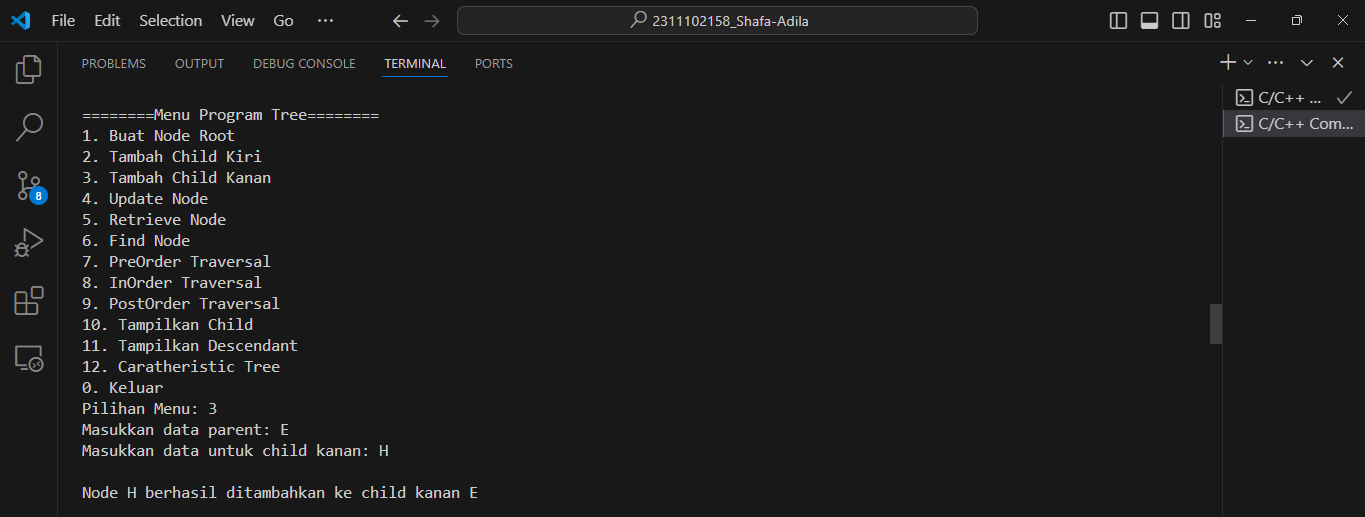 File Edit Selection View Go ... 2311102158_Shafa-Adila
PROBLEMS OUTPUT DEBUG CONSOLE TERMINAL PORTS
========Menu Program Tree========
1. Buat Node Root
2. Tambah Child Kiri
3. Tambah Child Kanan
4. Update Node
5. Retrieve Node
6. Find Node
7. PreOrder Traversal
8. InOrder Traversal
9. PostOrder Traversal
10. Tampilkan Child
11. Tampilkan Descendant
12. Caratheristic Tree
0. Keluar
Pilihan Menu: 3
Masukkan data parent: E
Masukkan data untuk child kanan: H
Node H berhasil ditambahkan ke child kanan E
C/C++ ...
C/C++ Com...
8